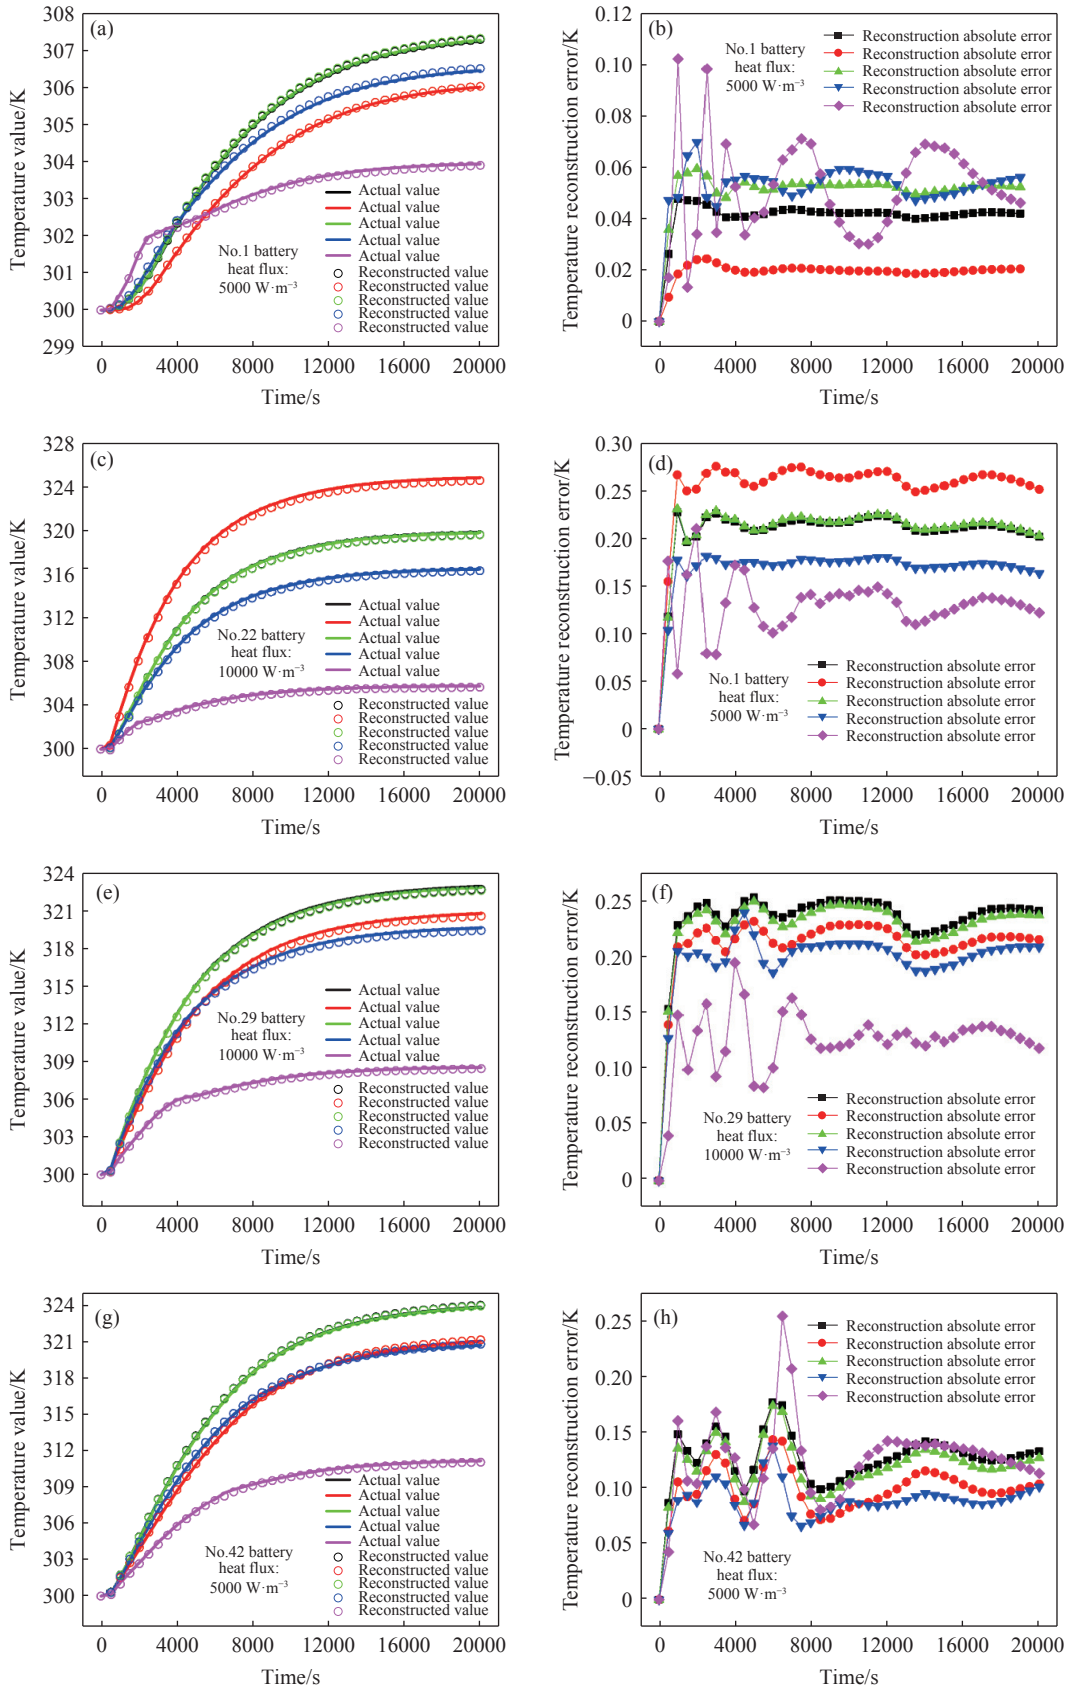 (a)
Temperature value/K
308
307
306
305
304
303
302
301
300
299
No.1 battery
heat flux:
5000 W·m⁻³
Actual value
Actual value
Actual value
Actual value
Actual value
Reconstructed value
Reconstructed value
Reconstructed value
Reconstructed value
Reconstructed value
0 4000 8000 12000 16000 20000
Time/s
(b)
Temperature reconstruction error/K
0.12
0.10
0.08
0.06
0.04
0.02
0
No.1 battery
heat flux:
5000 W·m⁻³
Reconstruction absolute error
Reconstruction absolute error
Reconstruction absolute error
Reconstruction absolute error
Reconstruction absolute error
0 4000 8000 12000 16000 20000
Time/s
(c)
Temperature value/K
328
324
320
316
312
308
304
300
No.22 battery
heat flux:
10000 W·m⁻³
Actual value
Actual value
Actual value
Actual value
Actual value
Reconstructed value
Reconstructed value
Reconstructed value
Reconstructed value
Reconstructed value
0 4000 8000 12000 16000 20000
Time/s
(d)
Temperature reconstruction error/K
0.30
0.25
0.20
0.15
0.10
0.05
0
−0.05
No.1 battery
heat flux:
5000 W·m⁻³
Reconstruction absolute error
Reconstruction absolute error
Reconstruction absolute error
Reconstruction absolute error
Reconstruction absolute error
0 4000 8000 12000 16000 20000
Time/s
(e)
Temperature value/K
324
321
318
315
312
309
306
303
300
No.29 battery
heat flux:
10000 W·m⁻³
Actual value
Actual value
Actual value
Actual value
Actual value
Reconstructed value
Reconstructed value
Reconstructed value
Reconstructed value
Reconstructed value
0 4000 8000 12000 16000 20000
Time/s
(f)
Temperature reconstruction error/K
0.25
0.20
0.15
0.10
0.05
0
No.29 battery
heat flux:
10000 W·m⁻³
Reconstruction absolute error
Reconstruction absolute error
Reconstruction absolute error
Reconstruction absolute error
Reconstruction absolute error
0 4000 8000 12000 16000 20000
Time/s
(g)
Temperature value/K
324
321
318
315
312
309
306
303
300
No.42 battery
heat flux:
5000 W·m⁻³
Actual value
Actual value
Actual value
Actual value
Actual value
Reconstructed value
Reconstructed value
Reconstructed value
Reconstructed value
Reconstructed value
0 4000 8000 12000 16000 20000
Time/s
(h)
Temperature reconstruction error/K
0.25
0.20
0.15
0.10
0.05
0
No.42 battery
heat flux:
5000 W·m⁻³
Reconstruction absolute error
Reconstruction absolute error
Reconstruction absolute error
Reconstruction absolute error
Reconstruction absolute error
0 4000 8000 12000 16000 20000
Time/s